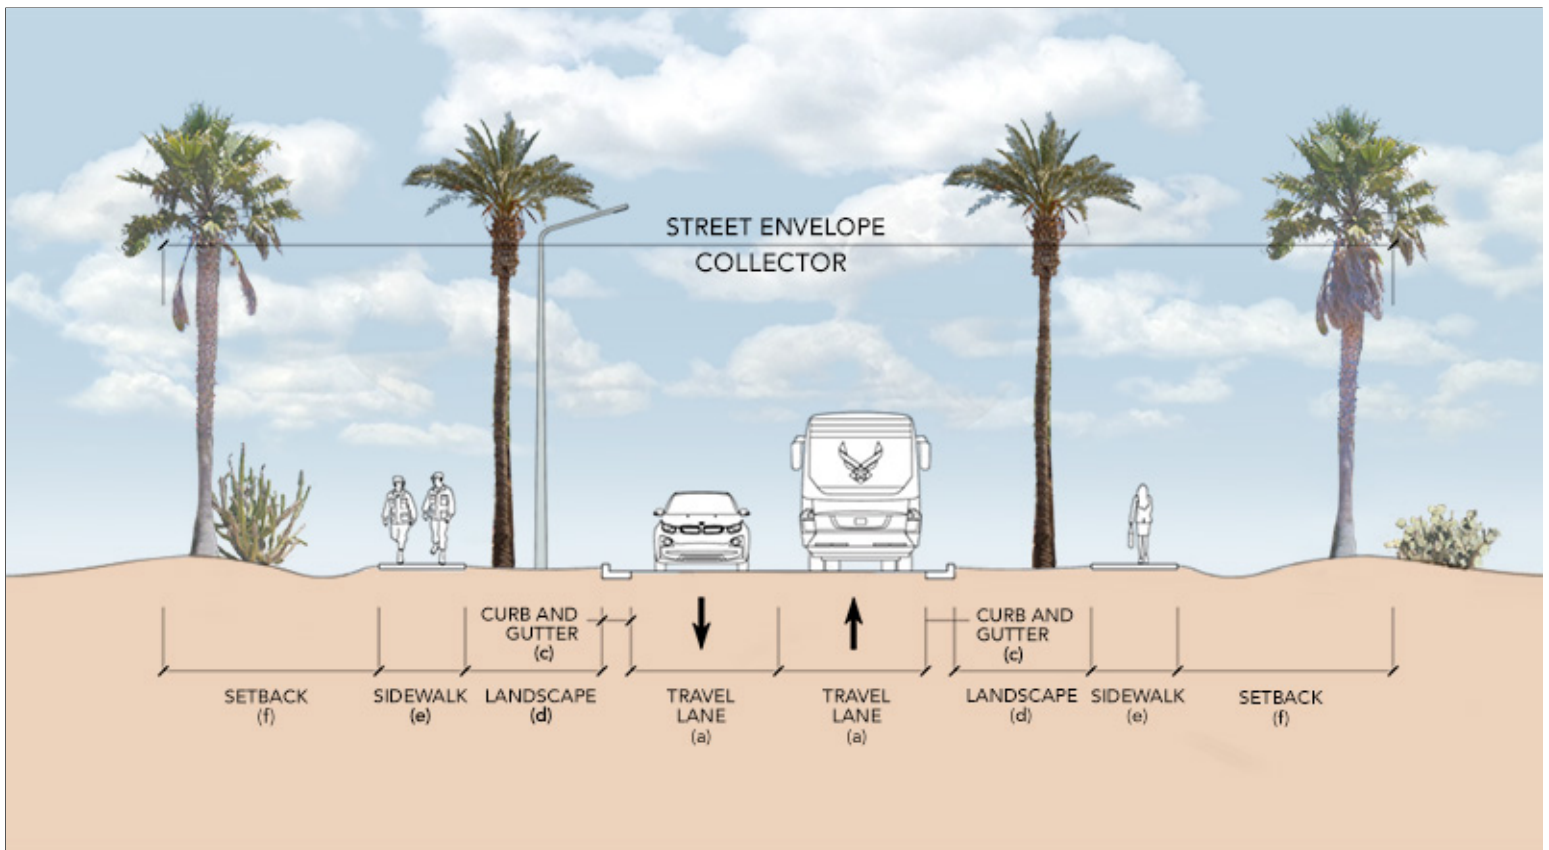 STREET ENVELOPE
COLLECTOR
CURB AND
GUTTER
(c)
CURB AND
GUTTER
(c)
SETBACK
(f)
SIDEWALK
(e)
LANDSCAPE
(d)
TRAVEL
LANE
(a)
TRAVEL
LANE
(a)
LANDSCAPE
(d)
SIDEWALK
(e)
SETBACK
(f)